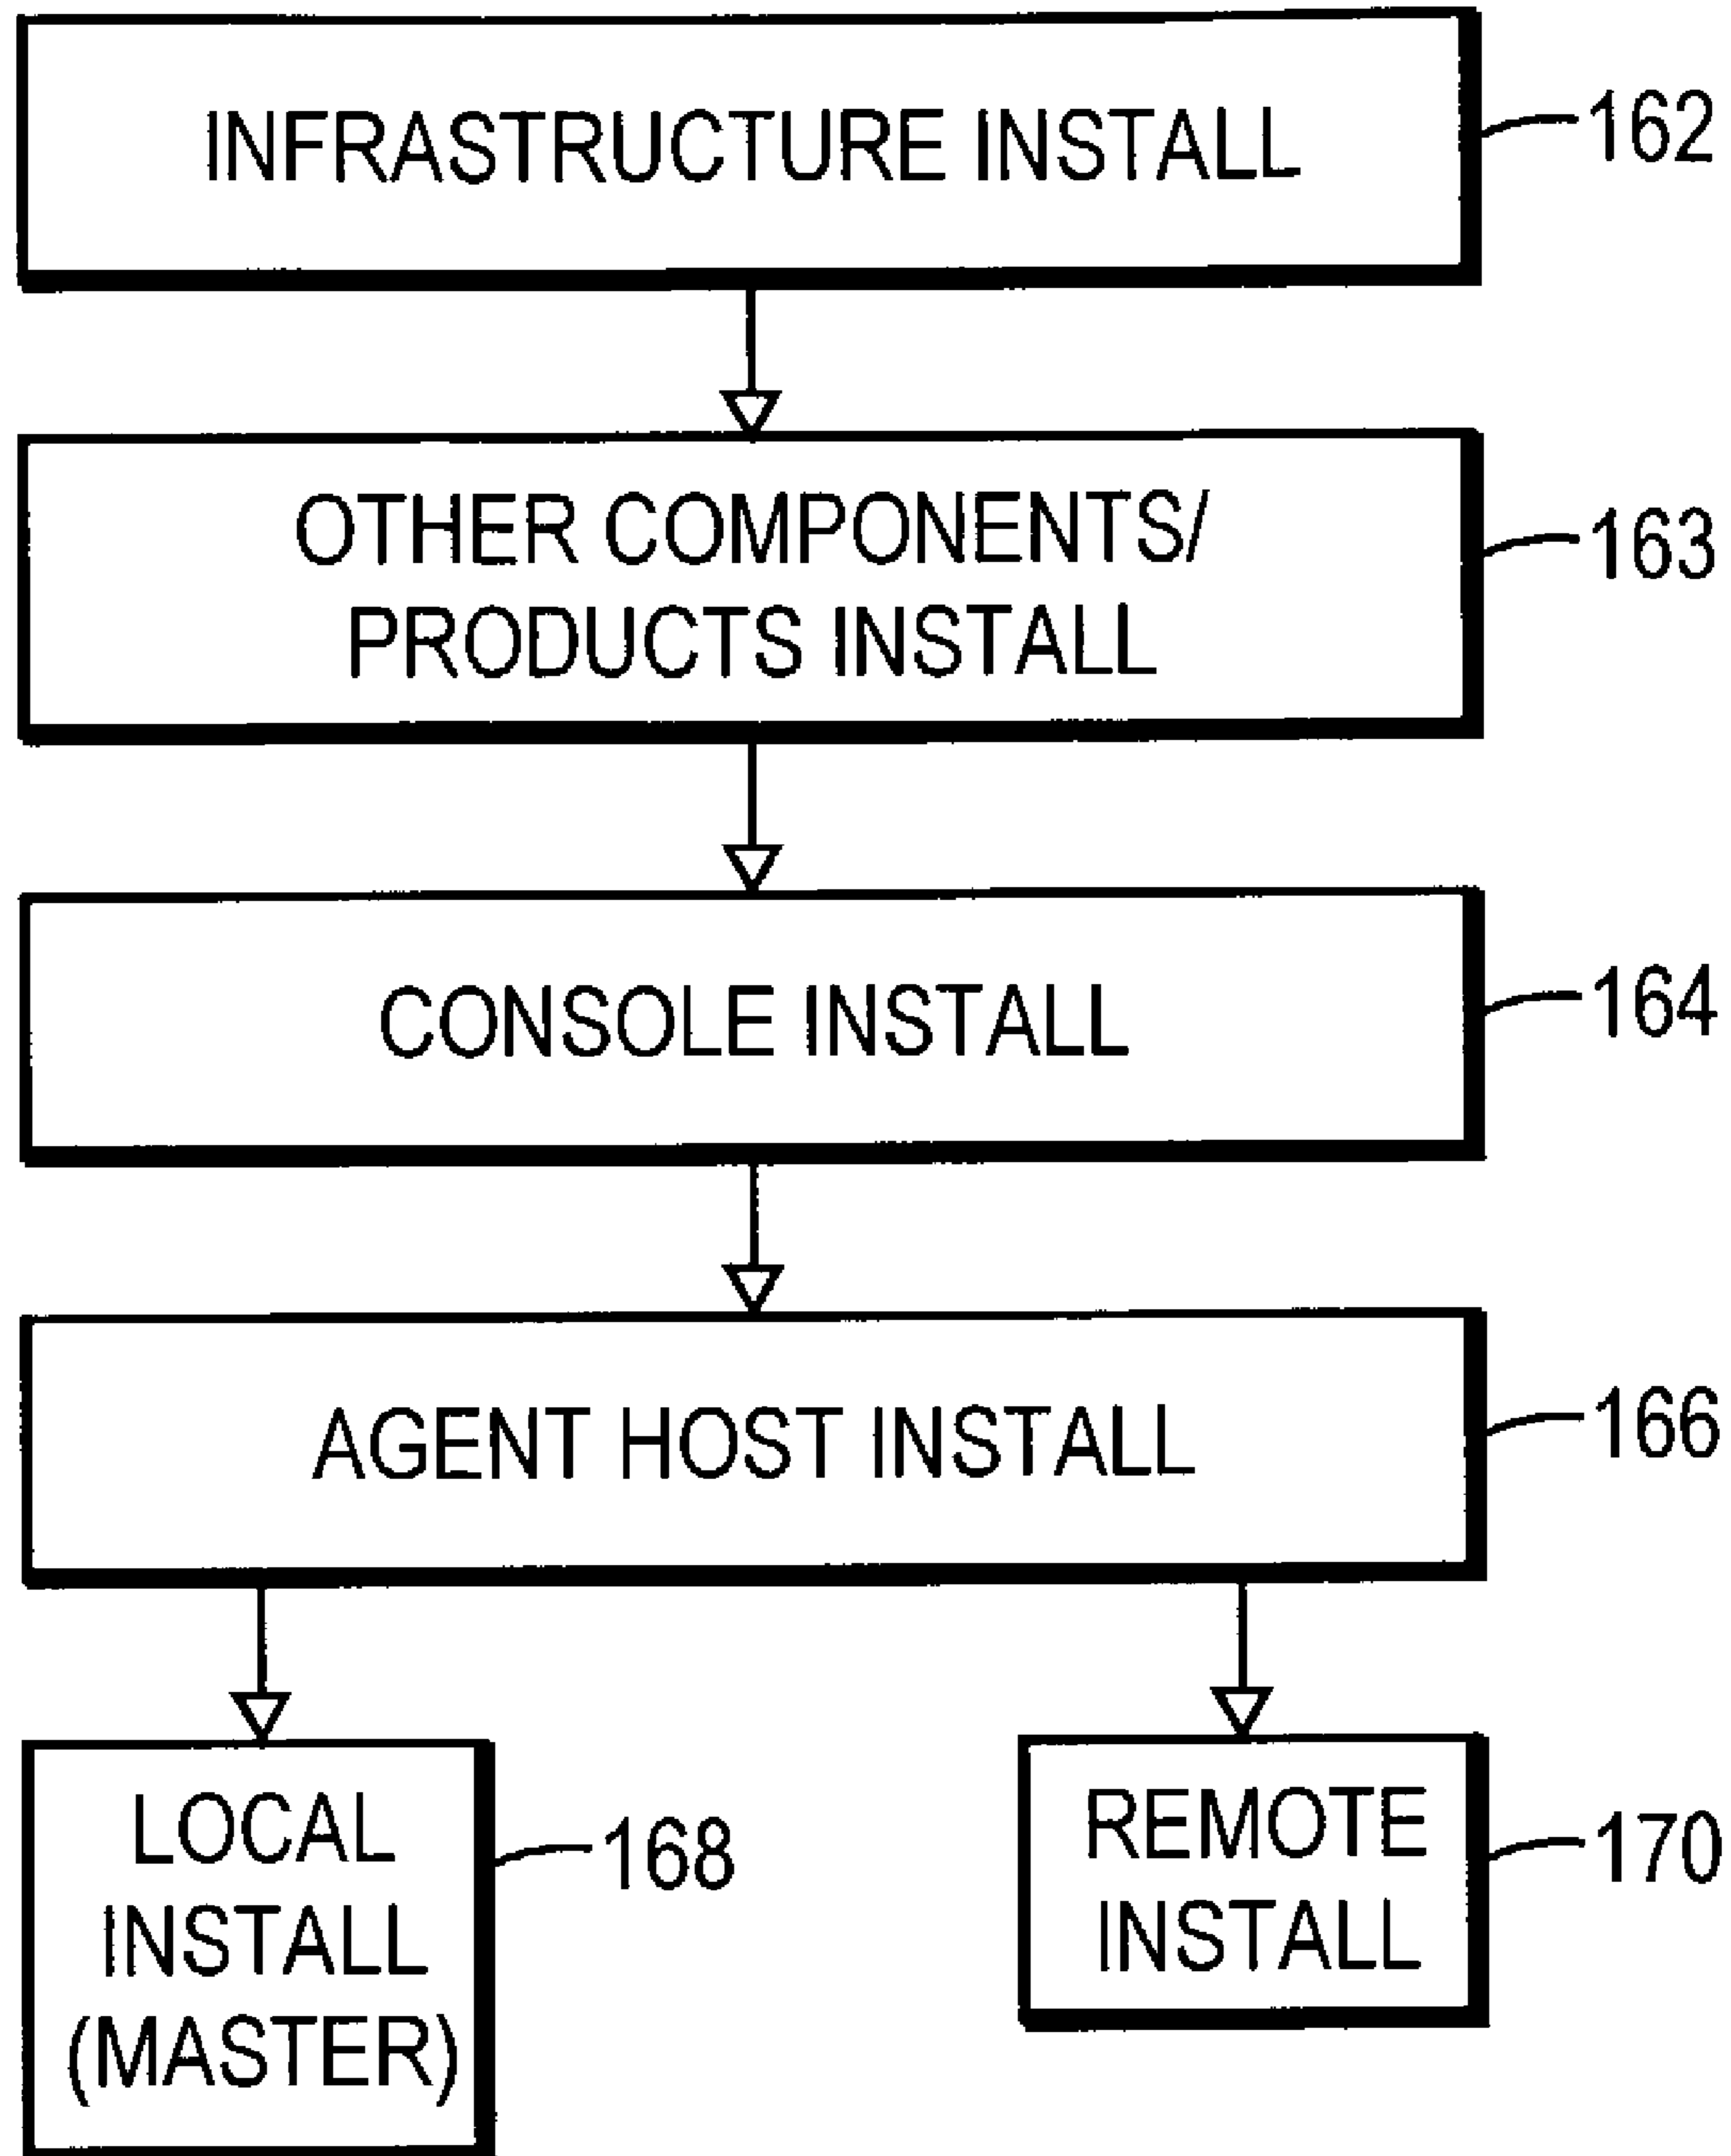 INFRASTRUCTURE INSTALL
162
OTHER COMPONENTS/
PRODUCTS INSTALL
163
CONSOLE INSTALL
164
AGENT HOST INSTALL
166
LOCAL
INSTALL
(MASTER)
168
REMOTE
INSTALL
170